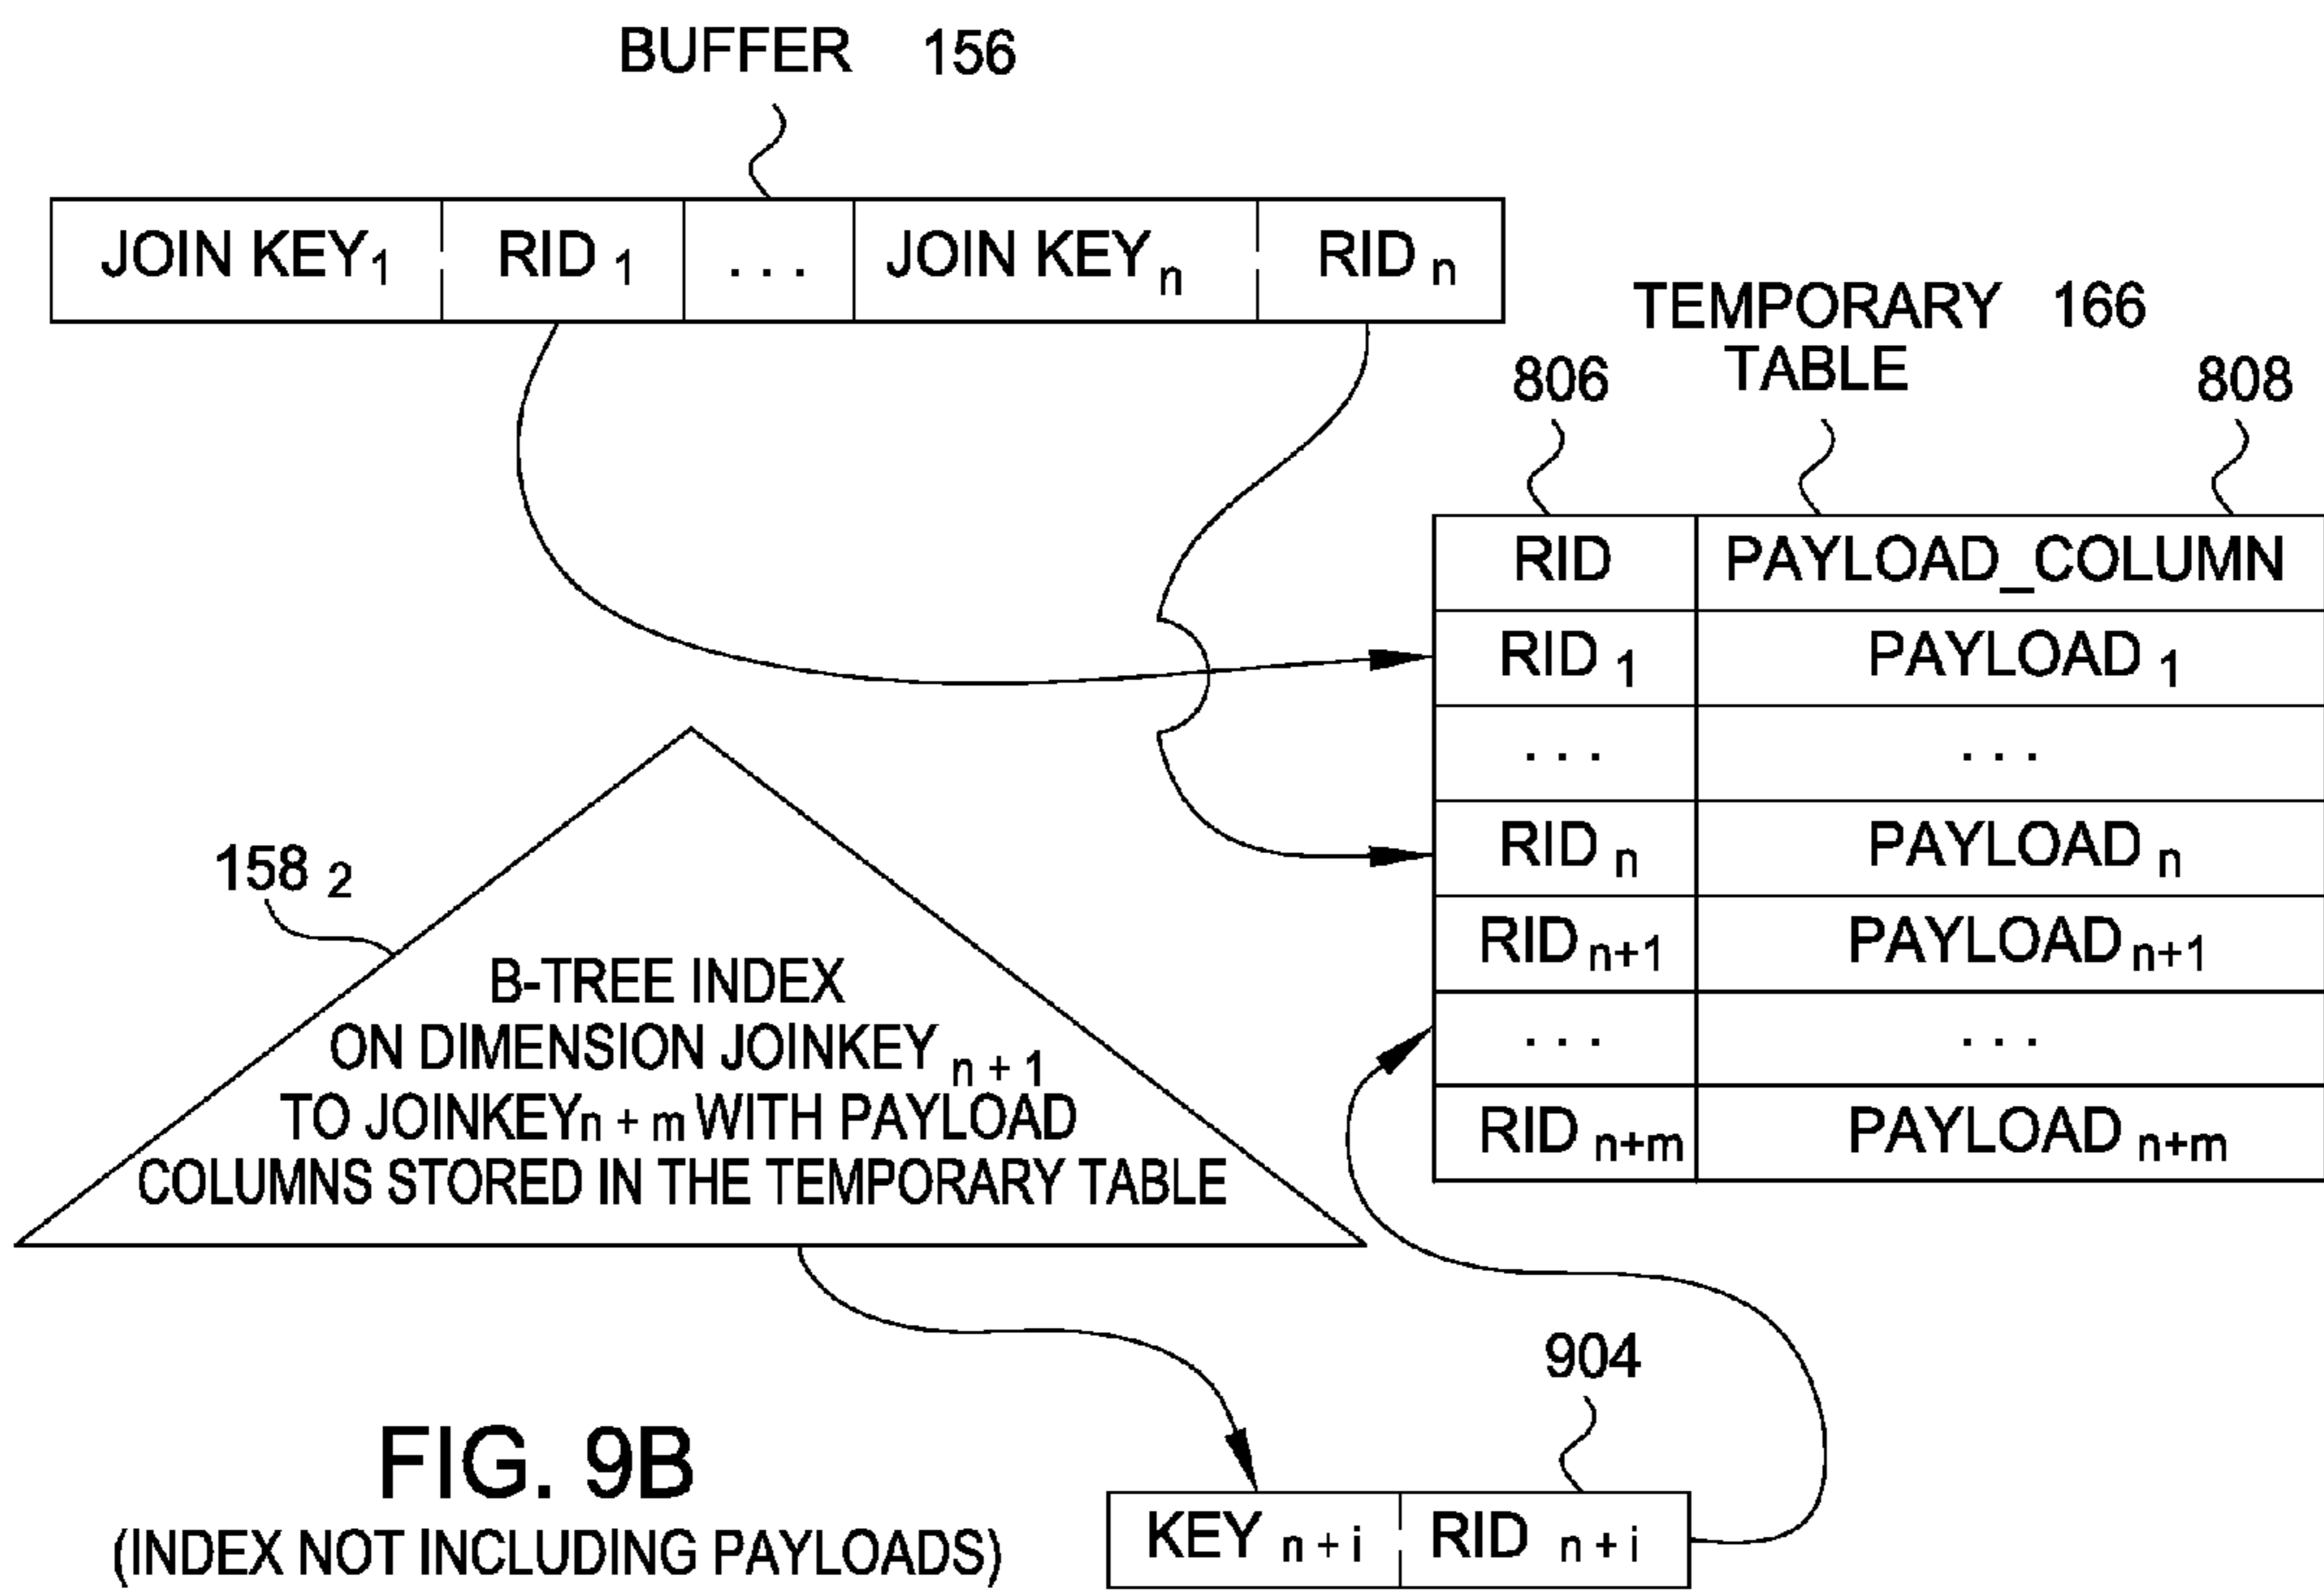 BUFFER 156
JOIN KEY1 RID 1 ... JOIN KEYn RID n
TEMPORARY 166
TABLE
806 808
RID PAYLOAD_COLUMN
RID 1 PAYLOAD 1
... ...
RID n PAYLOAD n
RID n+1 PAYLOAD n+1
... ...
RID n+m PAYLOAD n+m
158 2
B-TREE INDEX
ON DIMENSION JOINKEY n + 1
TO JOINKEYn + m WITH PAYLOAD
COLUMNS STORED IN THE TEMPORARY TABLE
904
KEY n + i RID n + i
FIG. 9B
(INDEX NOT INCLUDING PAYLOADS)